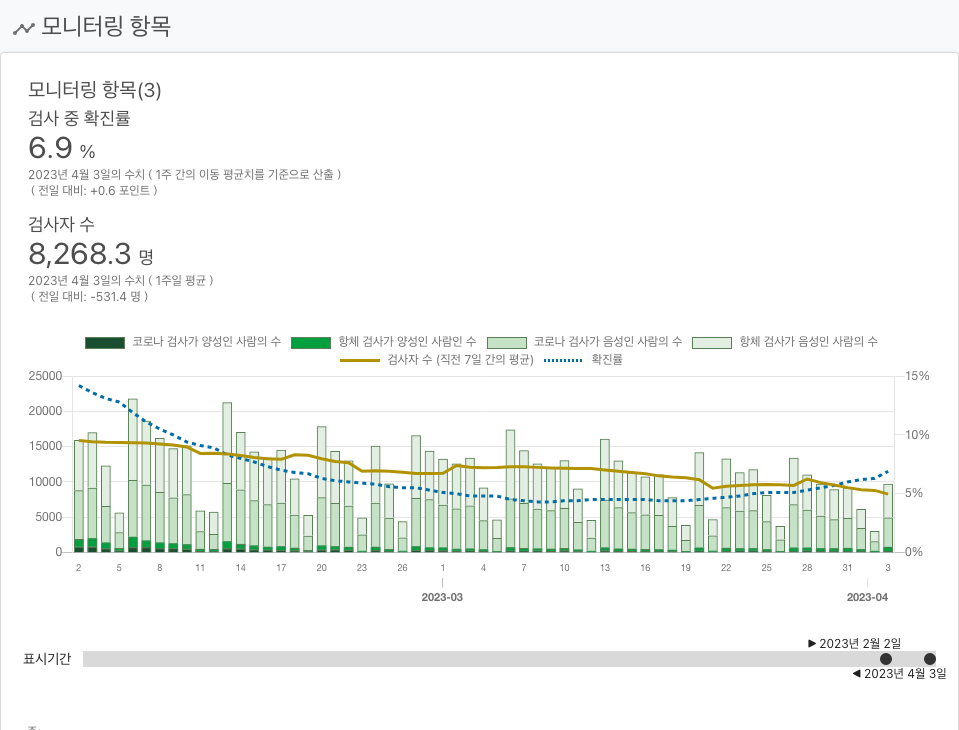 모니터링 항목
모니터링 항목(3)
검사 중 확진률
6.9 %
2023년 4월 3일의 수치 ( 1주 간의 이동 평균치를 기준으로 산출 )
( 전일 대비: +0.6 포인트 )
검사자 수
8,268.3 명
2023년 4월 3일의 수치 ( 1주일 평균 )
( 전일 대비: -531.4 명 )
코로나 검사가 양성인 사람의 수 항체 검사가 양성인 사람인 수 코로나 검사가 음성인 사람의 수 항체 검사가 음성인 사람의 수
검사자 수 (직전 7일 간의 평균) 확진률
25000 15%
20000
15000 10%
10000
5000 5%
0 0%
2 5 8 11 14 17 20 23 26 1 4 7 10 13 16 19 22 25 28 31 3
2023-03 2023-04
▶ 2023년 2월 2일
표시기간
◀ 2023년 4월 3일